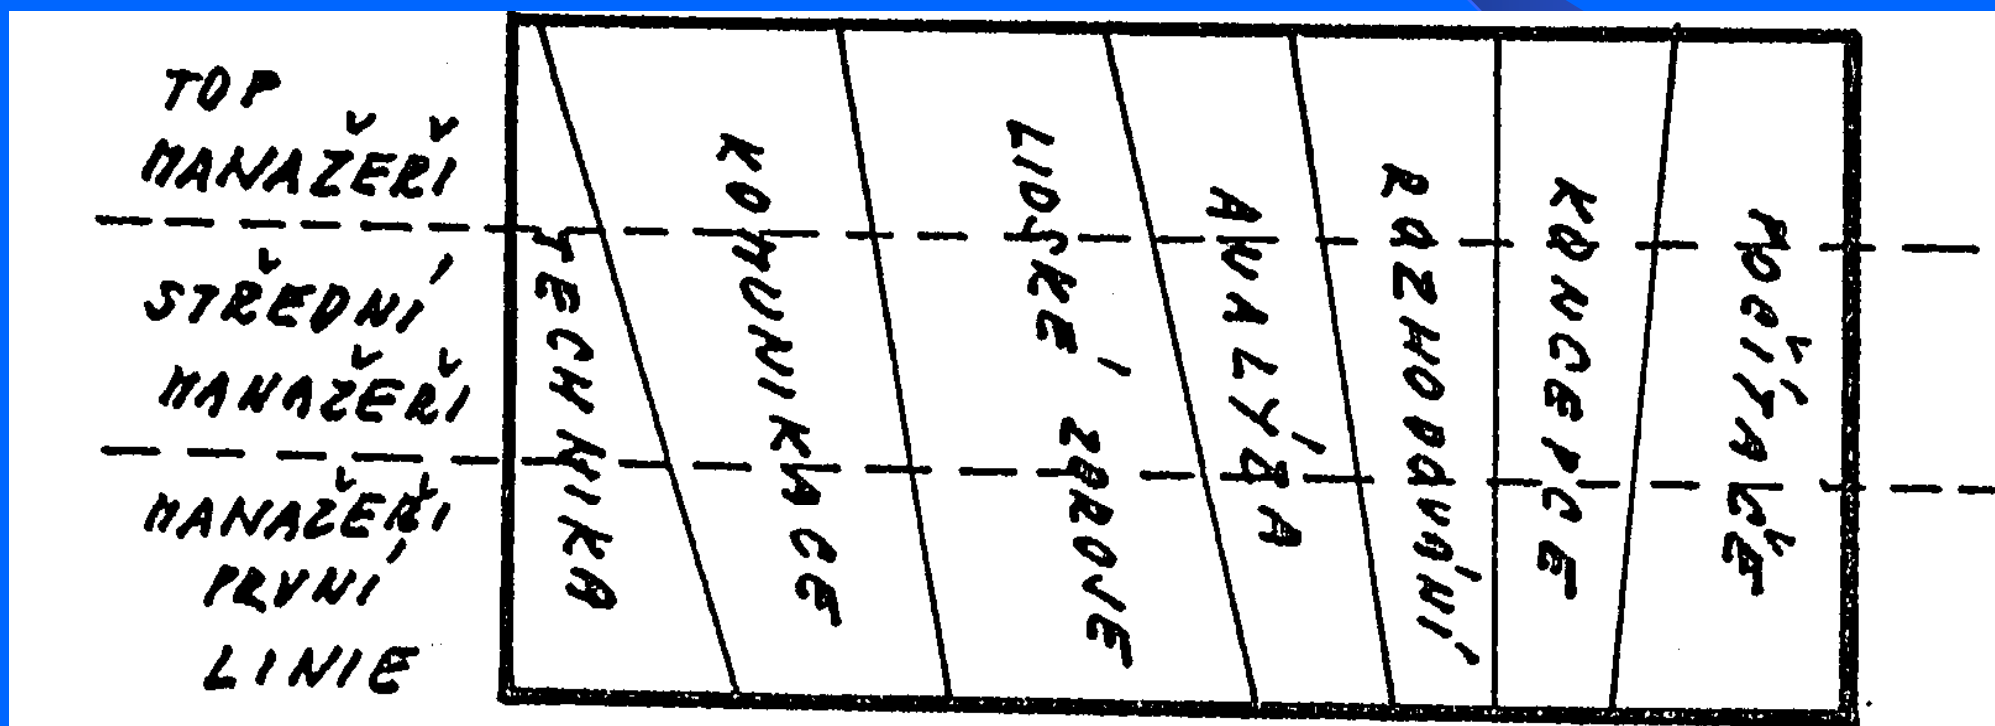 TOP
MANAŽEŘI
STŘEDNÍ
MANAŽEŘI
MANAŽEŘI
PRVNÍ
LINIE
TECHNIKA
KOMUNIKACE
LIDSKÉ ZDROJE
ANALÝZA
ROZHODOVÁNÍ
KONCEPCE
POČÍTAČE